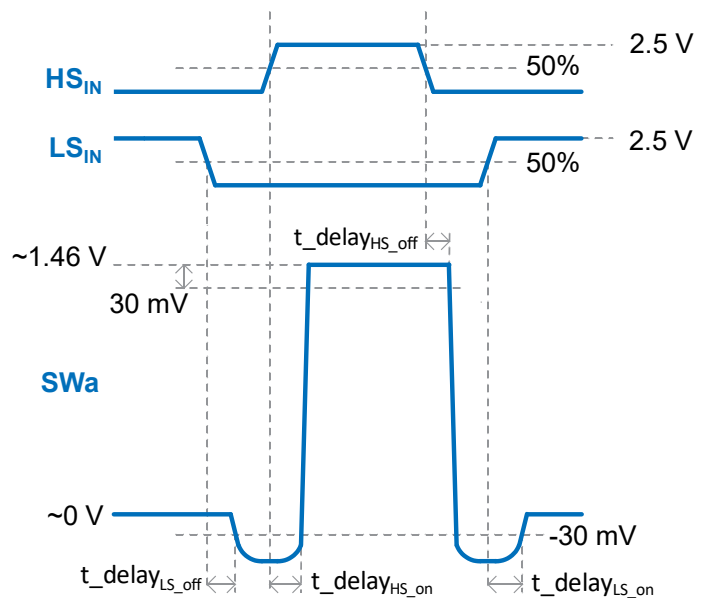 2.5 V
50%
HS_IN
2.5 V
LS_IN
50%
t_delay_HS_off
~1.46 V
30 mV
SWa
~0 V
-30 mV
t_delay_LS_off
t_delay_HS_on
t_delay_LS_on